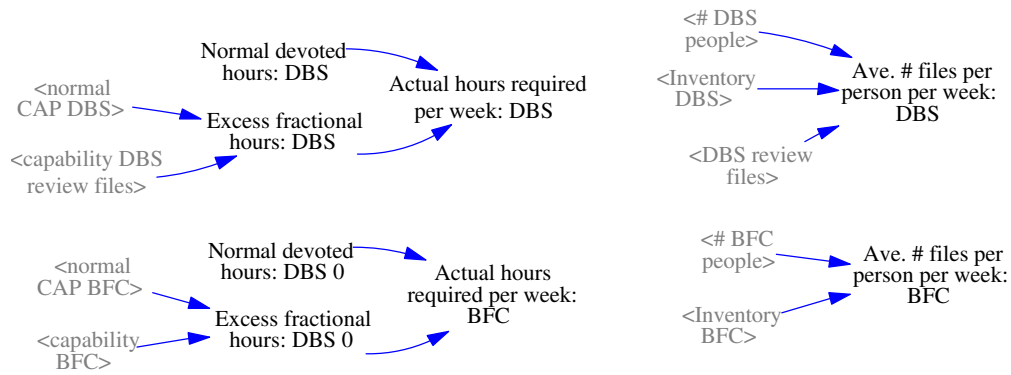 <# DBS
people>
Normal devoted
hours: DBS
<normal
CAP DBS>
Actual hours required
per week: DBS
<Inventory
DBS>
Ave. # files per
person per week:
DBS
Excess fractional
hours: DBS
<capability DBS
review files>
<DBS review
files>
Normal devoted
hours: DBS 0
<# BFC
people>
<normal
CAP BFC>
Actual hours
required per week:
BFC
Ave. # files per
person per week:
BFC
Excess fractional
hours: DBS 0
<capability
BFC>
<Inventory
BFC>